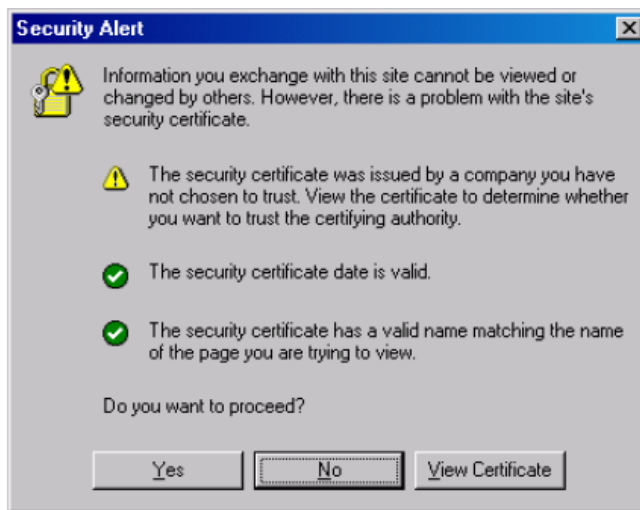 Security Alert
Information you exchange with this site cannot be viewed or
changed by others. However, there is a problem with the site's
security certificate.
The security certificate was issued by a company you have
not chosen to trust. View the certificate to determine whether
you want to trust the certifying authority.
The security certificate date is valid.
The security certificate has a valid name matching the name
of the page you are trying to view.
Do you want to proceed?
Yes
No
View Certificate